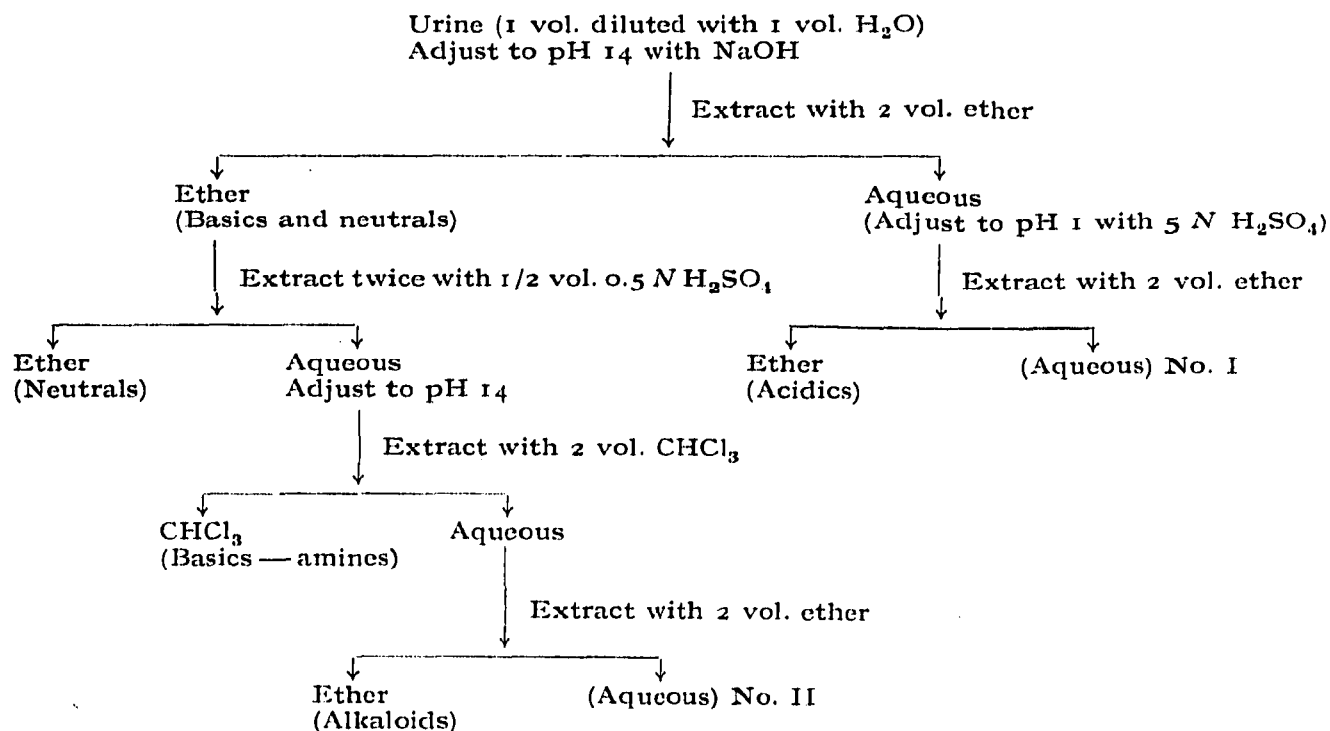 Urine (1 vol. diluted with 1 vol. H₂O)
Adjust to pH 14 with NaOH
Extract with 2 vol. ether
Ether
(Basics and neutrals)
Aqueous
(Adjust to pH 1 with 5 N H₂SO₄)
Extract twice with 1/2 vol. 0.5 N H₂SO₄
Extract with 2 vol. ether
Ether
(Neutrals)
Aqueous
Adjust to pH 14
Ether
(Acidics)
(Aqueous) No. I
Extract with 2 vol. CHCl₃
CHCl₃
(Basics — amines)
Aqueous
Extract with 2 vol. ether
Ether
(Alkaloids)
(Aqueous) No. II